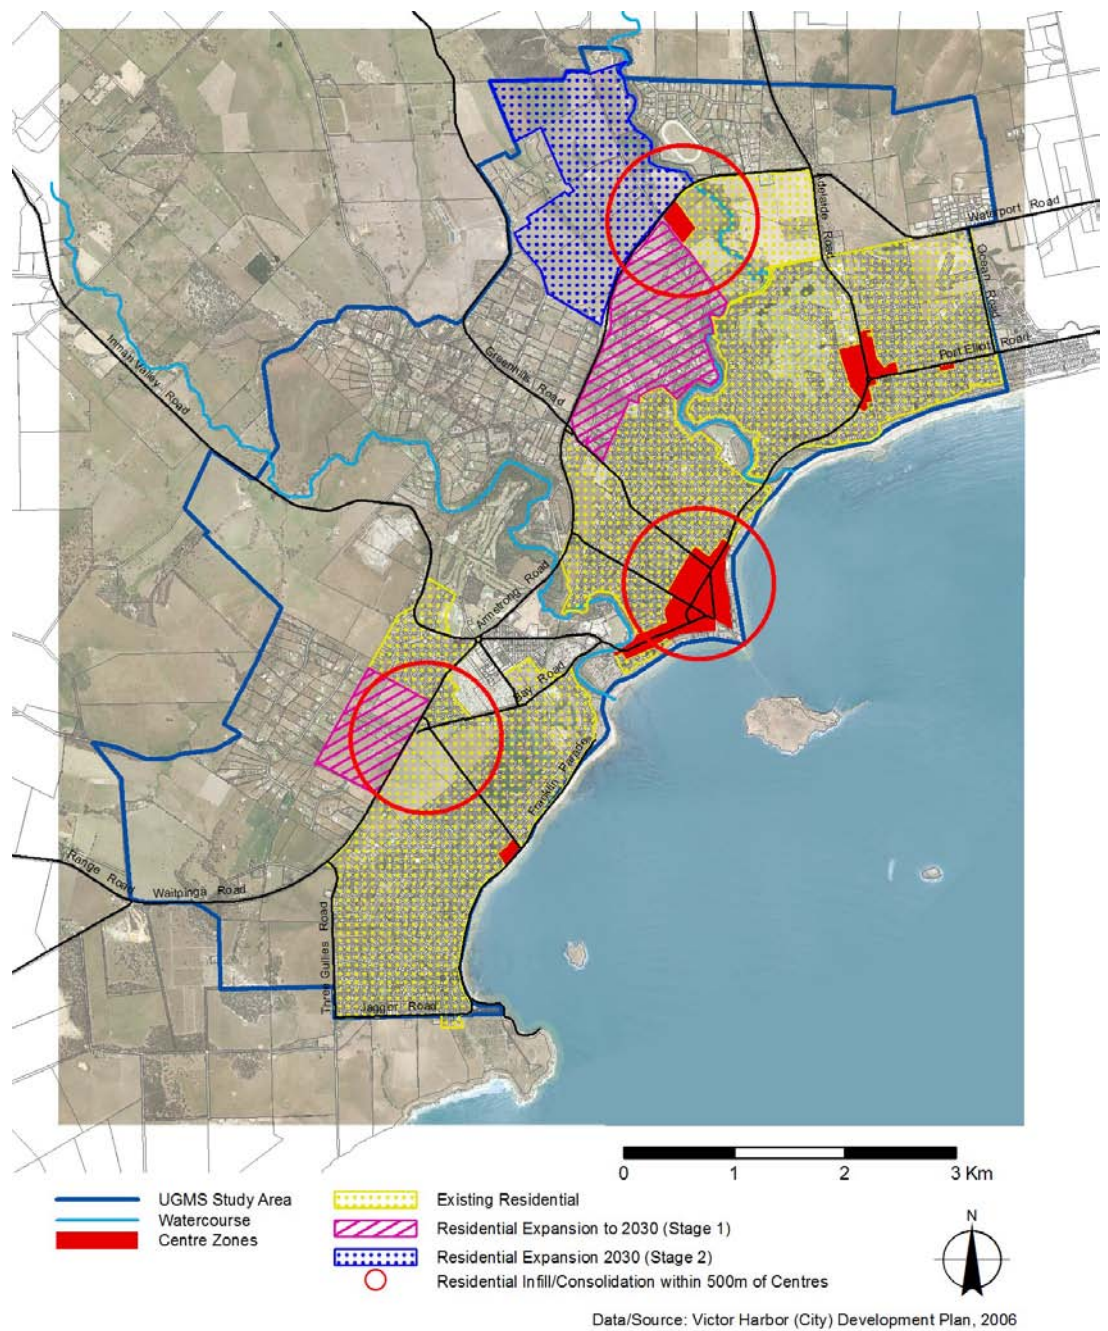 Adelaide Road
Waterport Road
Ocean Road
Port Elliot Road
Inman Valley Road
Greenhills Road
Armstrong Road
Bay Road
Franklin Parade
Range Road
Waitpinga Road
Three Gullies Road
Jagger Road
0 1 2 3 Km
UGMS Study Area
Watercourse
Centre Zones
Existing Residential
Residential Expansion to 2030 (Stage 1)
Residential Expansion 2030 (Stage 2)
Residential Infill/Consolidation within 500m of Centres
N
Data/Source: Victor Harbor (City) Development Plan, 2006